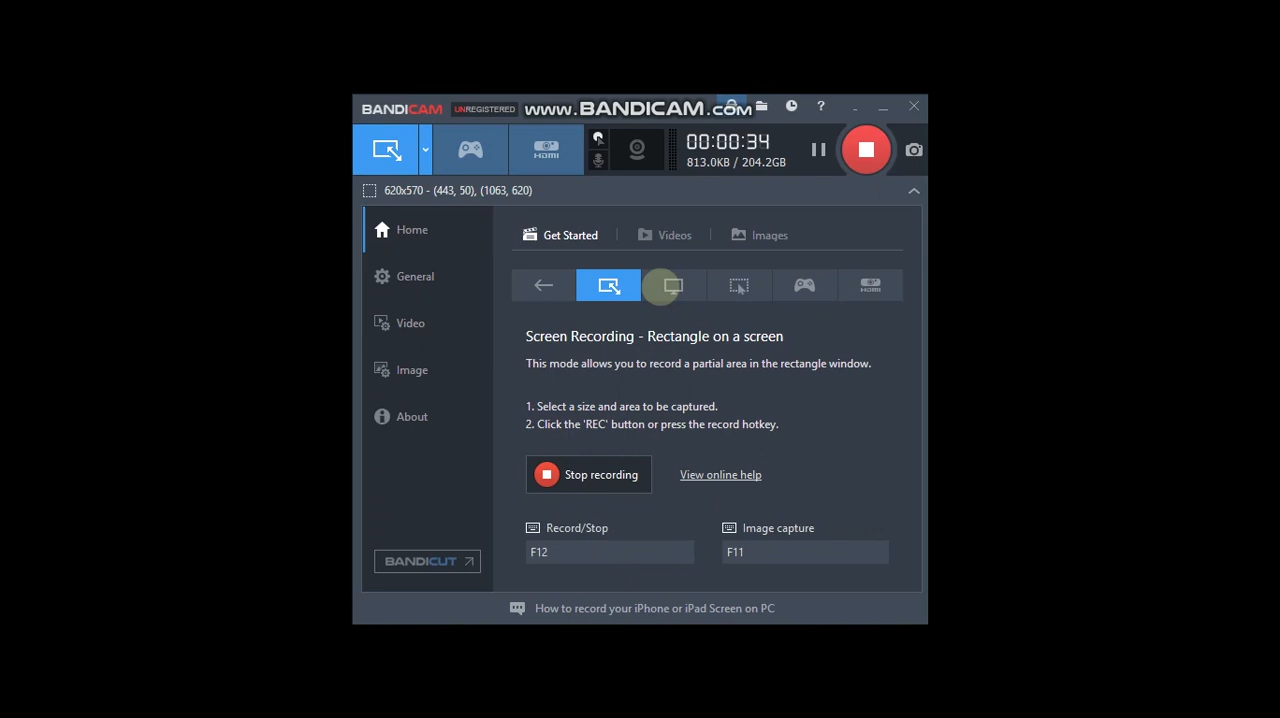 BANDICAM UNREGISTERED www.BANDICAM.com ?
HDMI
00:00:34
813.0KB / 204.2GB
620x570 - (443, 50), (1063, 620)
Home
General
Video
Image
About
BANDICUT
Get Started
Videos
Images
HDMI
Screen Recording - Rectangle on a screen
This mode allows you to record a partial area in the rectangle window.
1. Select a size and area to be captured.
2. Click the 'REC' button or press the record hotkey.
Stop recording
View online help
Record/Stop
Image capture
F12
F11
How to record your iPhone or iPad Screen on PC